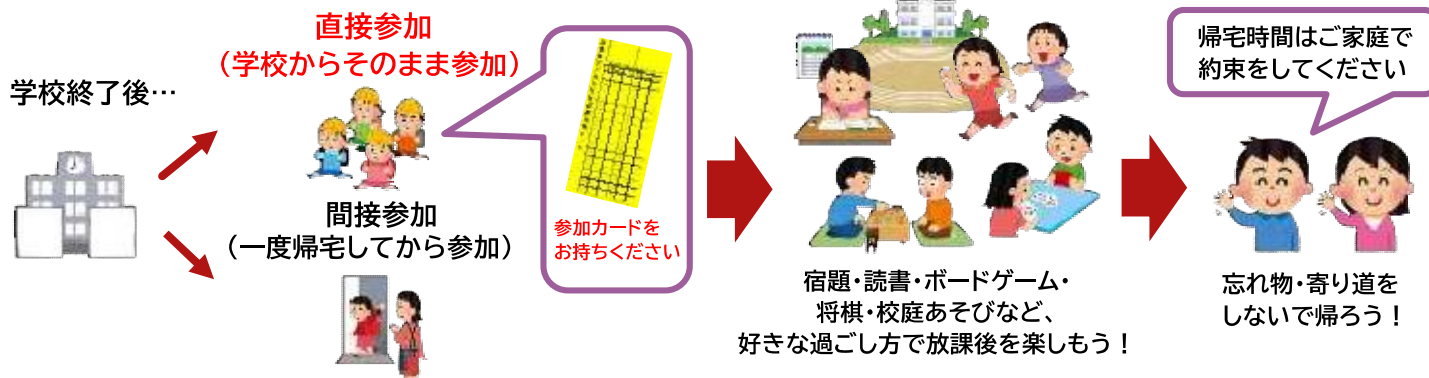 学校終了後…
直接参加
（学校からそのまま参加）
間接参加
（一度帰宅してから参加）
参加カードを
お持ちください
宿題・読書・ボードゲーム・
将棋・校庭あそびなど、
好きな過ごし方で放課後を楽しもう！
帰宅時間はご家庭で
約束をしてください
忘れ物・寄り道を
しないで帰ろう！